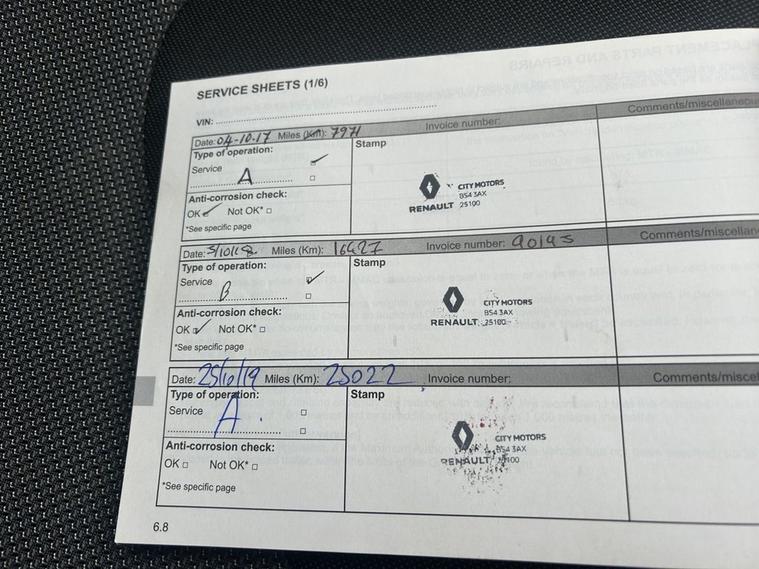 SERVICE SHEETS (1/6)
VIN:
Date: 04-10-17 Miles (Km): 7971 Invoice number: Comments/miscellaneou
Type of operation: Stamp
Service
A
CITY MOTORS
BS4 3AX
RENAULT 25100
Anti-corrosion check:
OK ✓ Not OK* □
*See specific page
Date: 3/10/18 Miles (Km): 16427 Invoice number: 90145 Comments/miscellan
Type of operation: Stamp
Service
B
CITY MOTORS
BS4 3AX
RENAULT 25100
Anti-corrosion check:
OK ✓ Not OK* □
*See specific page
Date: 25/10/19 Miles (Km): 25022 Invoice number: Comments/miscel
Type of operation: Stamp
Service □
A. □
CITY MOTORS
BS4 3AX
RENAULT 25100
Anti-corrosion check:
OK □ Not OK* □
*See specific page
6.8